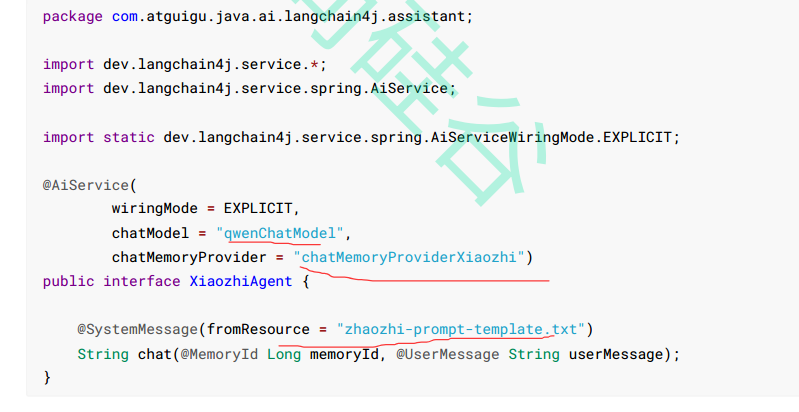 package com.atguigu.java.ai.langchain4j.assistant;
import dev.langchain4j.service.*;
import dev.langchain4j.service.spring.AiService;
import static dev.langchain4j.service.spring.AiServiceWiringMode.EXPLICIT;
@AiService(
wiringMode = EXPLICIT,
chatModel = "qwenChatModel",
chatMemoryProvider = "chatMemoryProviderXiaozhi")
public interface XiaozhiAgent {
@SystemMessage(fromResource = "zhaozhi-prompt-template.txt")
String chat(@MemoryId Long memoryId, @UserMessage String userMessage);
}
硅谷